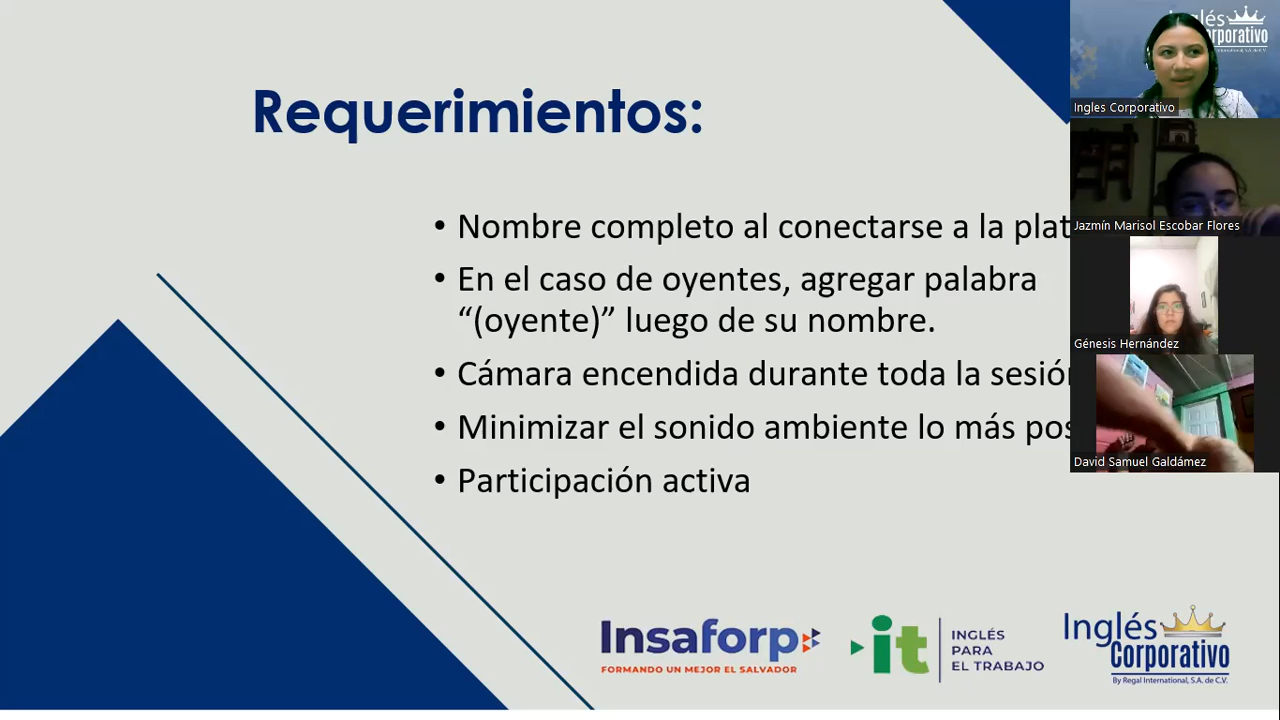 Requerimientos:
• Nombre completo al conectarse a la plat
• En el caso de oyentes, agregar palabra
“(oyente)” luego de su nombre.
• Cámara encendida durante toda la sesión
• Minimizar el sonido ambiente lo más pos
• Participación activa
Insaforp
FORMANDO UN MEJOR EL SALVADOR
it
INGLÉS
PARA
EL TRABAJO
Inglés
Corporativo
By Regal International, S.A. de C.V.
Inglés
Corporativo
Ingles Corporativo
Jazmín Marisol Escobar Flores
Génesis Hernández
David Samuel Galdámez